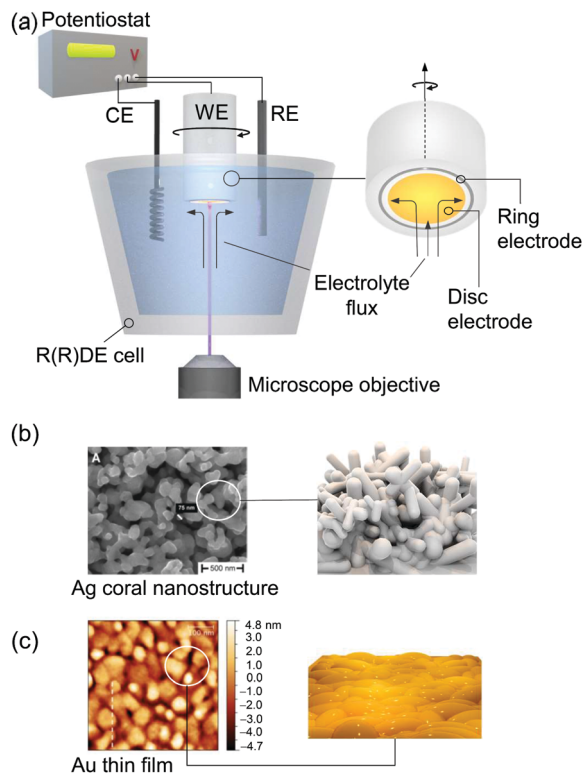 (a)
Potentiostat
V
CE
WE
RE
Ring
electrode
Electrolyte
flux
Disc
electrode
R(R)DE cell
Microscope objective
(b)
A
75 nm
500 nm
Ag coral nanostructure
(c)
100 nm
4.8 nm
3.0
2.0
1.0
0.0
−1.0
−2.0
−3.0
−4.7
Au thin film